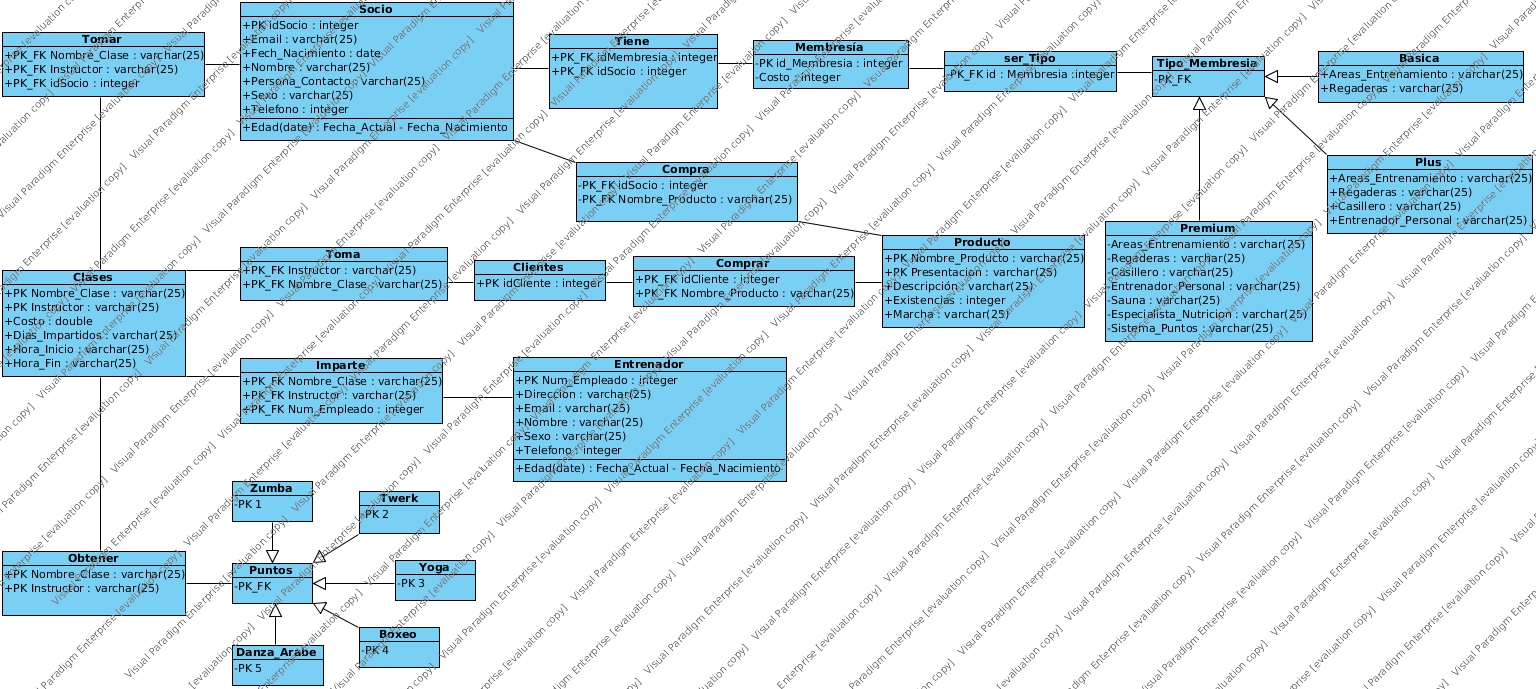 Socio
+PK idSocio : integer
+Email : varchar(25)
+Fech_Nacimiento : date
+Nombre : varchar(25)
+Persona_Contacto : varchar(25)
+Sexo : varchar(25)
+Telefono : integer
+Edad(date) : Fecha_Actual - Fecha_Nacimiento
Tomar
+PK_FK Nombre_Clase : varchar(25)
+PK_FK Instructor : varchar(25)
+PK_FK idSocio : integer
Tiene
+PK_FK idMembresia : integer
+PK_FK idSocio : integer
Membresía
-PK id_Membresia : integer
-Costo : integer
ser_Tipo
-PK_FK id : Membresia : integer
Tipo_Membresia
-PK_FK
Basica
+Areas_Entrenamiento : varchar(25)
+Regaderas : varchar(25)
Plus
+Areas_Entrenamiento : varchar(25)
+Regaderas : varchar(25)
+Casillero : varchar(25)
+Entrenador_Personal : varchar(25)
Compra
-PK_FK idSocio : integer
-PK_FK Nombre_Producto : varchar(25)
Premium
-Areas_Entrenamiento : varchar(25)
-Regaderas : varchar(25)
-Casillero : varchar(25)
-Entrenador_Personal : varchar(25)
-Sauna : varchar(25)
-Especialista_Nutricion : varchar(25)
-Sistema_Puntos : varchar(25)
Producto
+PK Nombre_Producto : varchar(25)
+PK Presentacion : varchar(25)
+Descripción : varchar(25)
+Existencias : integer
+Marcha : varchar(25)
Toma
+PK_FK Instructor : varchar(25)
+PK_FK Nombre_Clase : varchar(25)
Clientes
+PK idCliente : integer
Comprar
+PK_FK idCliente : integer
+PK_FK Nombre_Producto : varchar(25)
Clases
+PK Nombre_Clase : varchar(25)
+PK Instructor : varchar(25)
+Costo : double
+Dias_Impartidos : varchar(25)
+Hora_Inicio : varchar(25)
+Hora_Fin : varchar(25)
Imparte
+PK_FK Nombre_Clase : varchar(25)
+PK_FK Instructor : varchar(25)
+PK_FK Num_Empleado : integer
Entrenador
+PK Num_Empleado : integer
+Direccion : varchar(25)
+Email : varchar(25)
+Nombre : varchar(25)
+Sexo : varchar(25)
+Telefono : integer
+Edad(date) : Fecha_Actual - Fecha_Nacimiento
Zumba
-PK 1
Twerk
-PK 2
Obtener
+PK Nombre_Clase : varchar(25)
+PK Instructor : varchar(25)
Puntos
-PK_FK
Yoga
-PK 3
Boxeo
-PK 4
Danza_Arabe
-PK 5
Visual Paradigm Enterprise [evaluation copy]